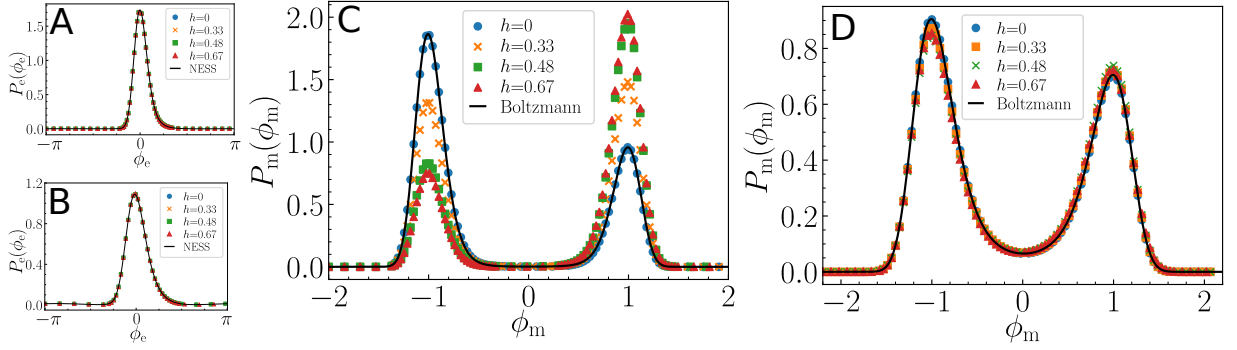 A
P_e(ϕ_e)
1.5
1.0
0.5
0.0
h=0
h=0.33
h=0.48
h=0.67
NESS
−π
0
π
ϕ_e
B
P_e(ϕ_e)
1.2
0.8
0.4
0.0
h=0
h=0.33
h=0.48
h=0.67
NESS
−π
0
π
ϕ_e
C
P_m(ϕ_m)
2.0
1.5
1.0
0.5
0.0
h=0
h=0.33
h=0.48
h=0.67
Boltzmann
−2
−1
0
1
2
ϕ_m
D
P_m(ϕ_m)
0.8
0.6
0.4
0.2
0.0
h=0
h=0.33
h=0.48
h=0.67
Boltzmann
−2
−1
0
1
2
ϕ_m